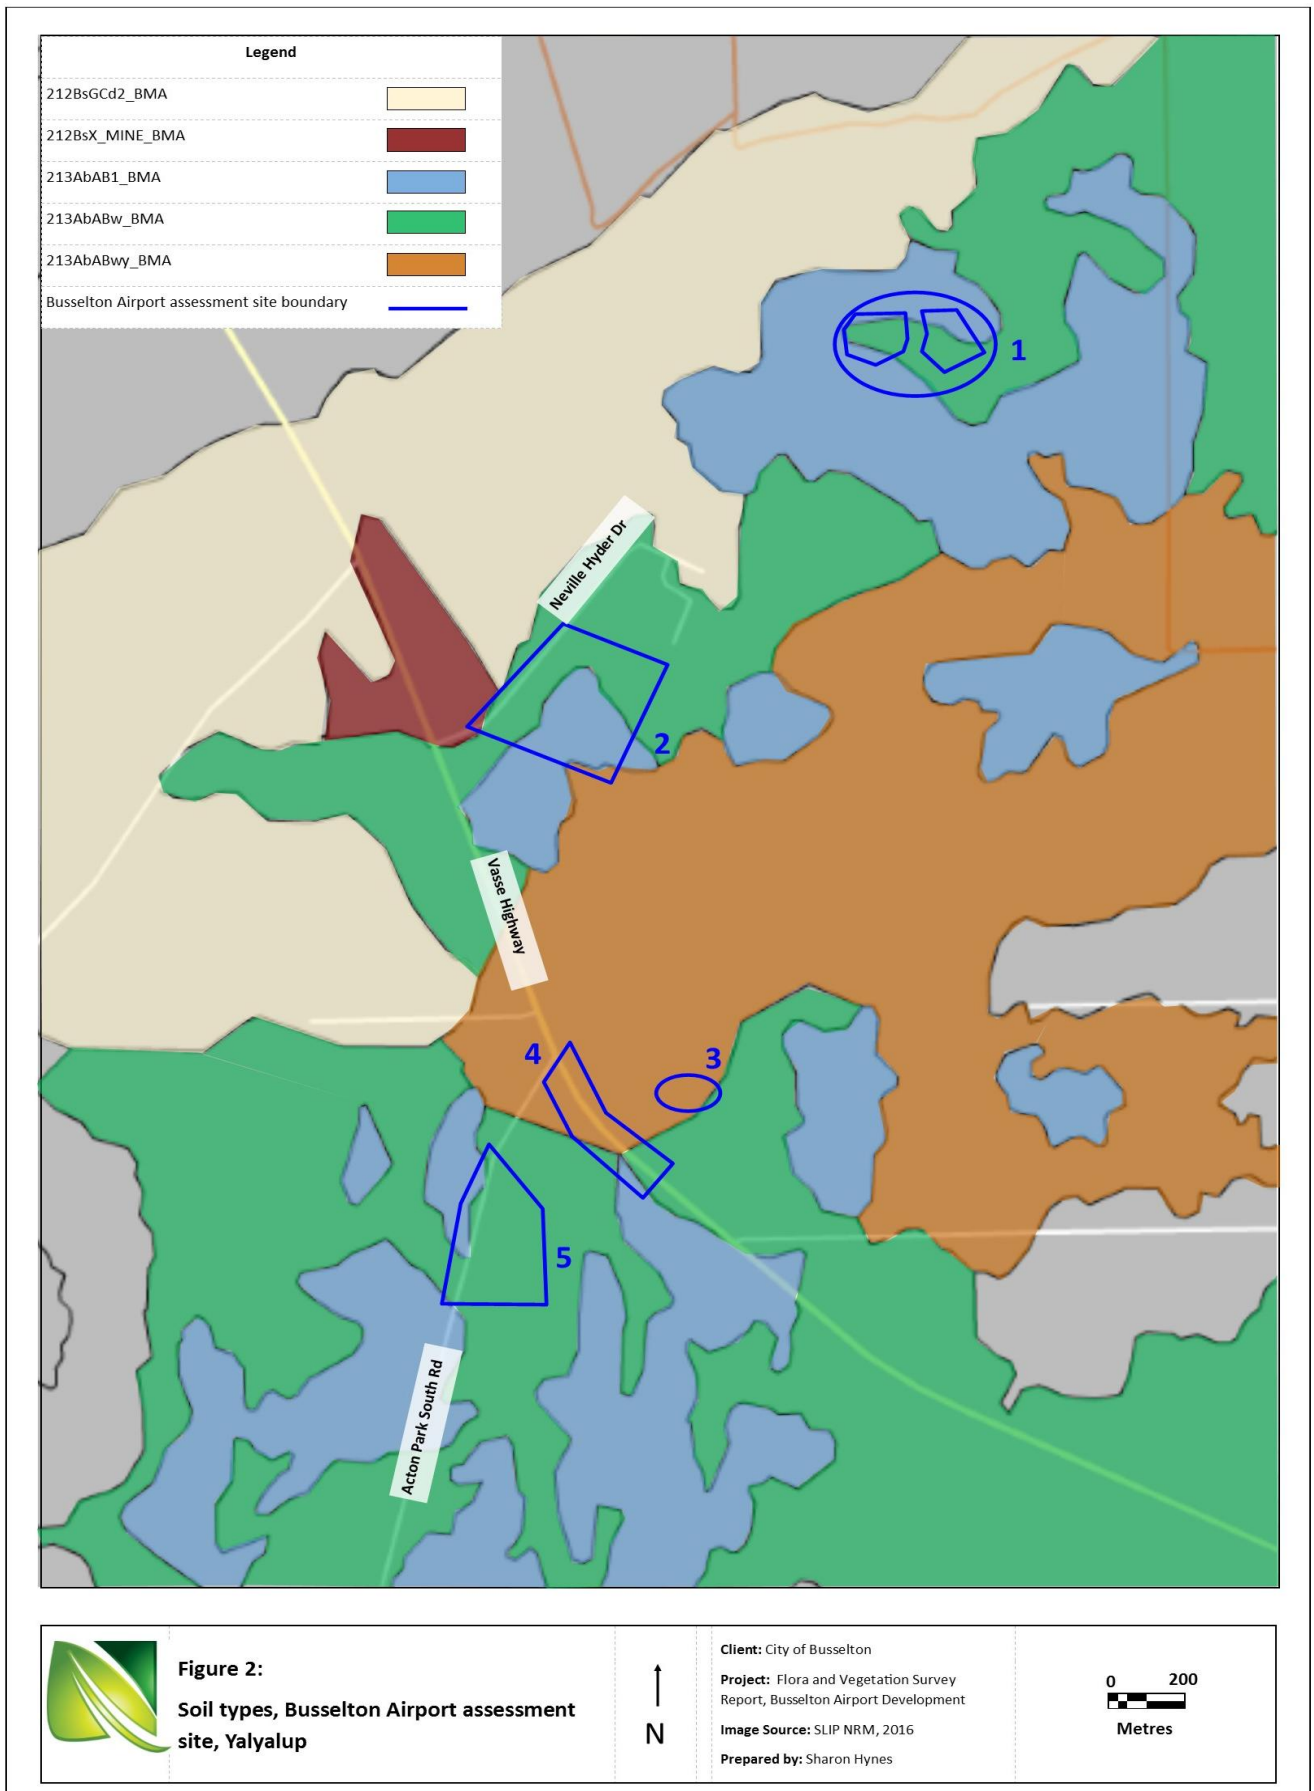 Legend
212BsGCd2_BMA
212BsX_MINE_BMA
213AbAB1_BMA
213AbABw_BMA
213AbABwy_BMA
Busselton Airport assessment site boundary
1
Neville Hyder Dr
2
Vasse Highway
4
3
5
Acton Park South Rd
Figure 2:
Soil types, Busselton Airport assessment
site, Yalyalup
N
Client: City of Busselton
Project: Flora and Vegetation Survey
Report, Busselton Airport Development
Image Source: SLIP NRM, 2016
Prepared by: Sharon Hynes
0 200
Metres